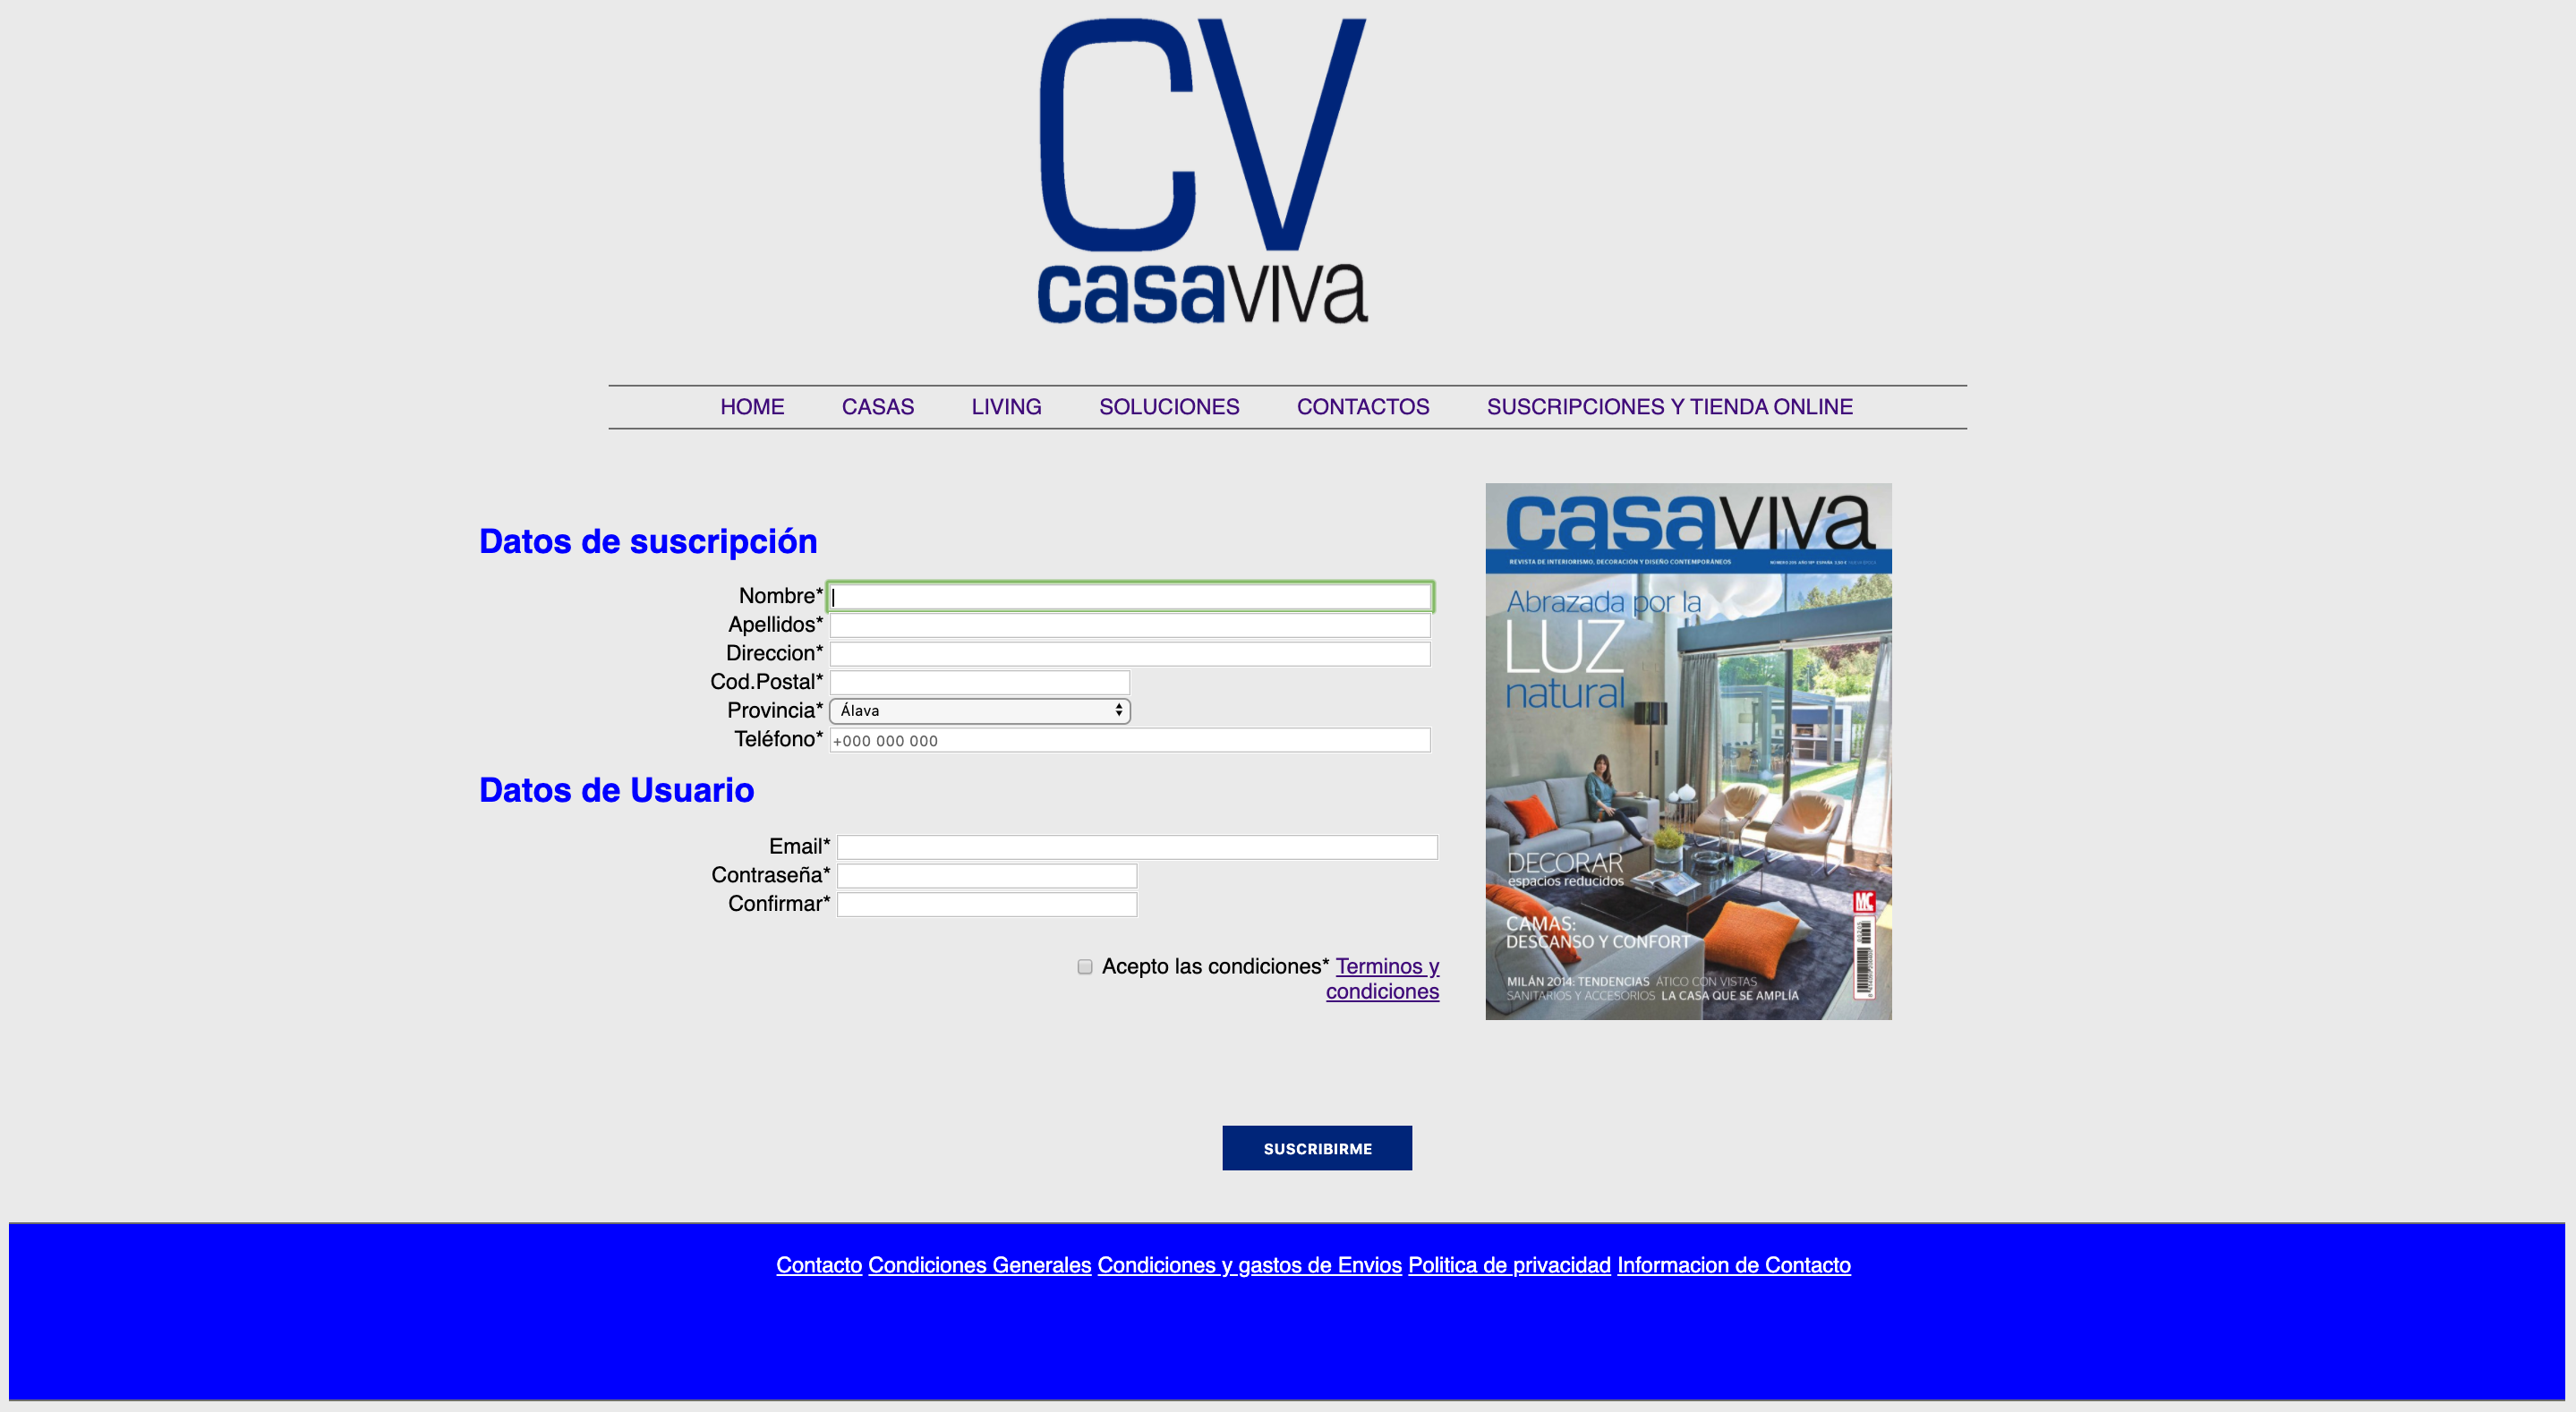 CV
casaviva
HOME CASAS LIVING SOLUCIONES CONTACTOS SUSCRIPCIONES Y TIENDA ONLINE
Datos de suscripción
Nombre*
Apellidos*
Direccion*
Cod.Postal*
Provincia* Álava
Teléfono* +000 000 000
Datos de Usuario
Email*
Contraseña*
Confirmar*
Acepto las condiciones* Terminos y
condiciones
casaviva
REVISTA DE INTERIORISMO, DECORACIÓN Y DISEÑO CONTEMPORÁNEOS
Abrazada por la
LUZ
natural
DECORAR
espacios reducidos
CAMAS:
DESCANSO Y CONFORT
MILÁN 2014: TENDENCIAS ÁTICO CON VISTAS
SANITARIOS Y ACCESORIOS LA CASA QUE SE AMPLÍA
MC
SUSCRIBIRME
Contacto Condiciones Generales Condiciones y gastos de Envios Politica de privacidad Informacion de Contacto